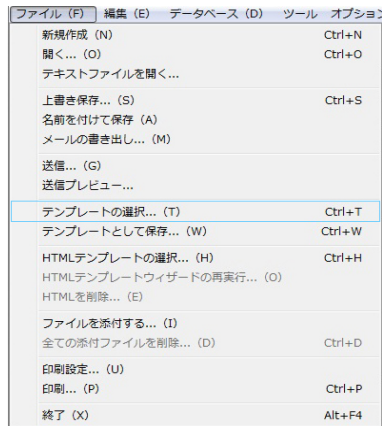 ファイル（F） 編集（E） データベース（D） ツール オプション
新規作成（N） Ctrl+N
開く...（O） Ctrl+O
テキストファイルを開く...
上書き保存...（S） Ctrl+S
名前を付けて保存（A）
メールの書き出し...（M）
送信...（G）
送信プレビュー...
テンプレートの選択...（T） Ctrl+T
テンプレートとして保存...（W） Ctrl+W
HTMLテンプレートの選択...（H） Ctrl+H
HTMLテンプレートウィザードの再実行...（O）
HTMLを削除...（E）
ファイルを添付する...（I）
全ての添付ファイルを削除...（D） Ctrl+D
印刷設定...（U）
印刷...（P） Ctrl+P
終了（X） Alt+F4